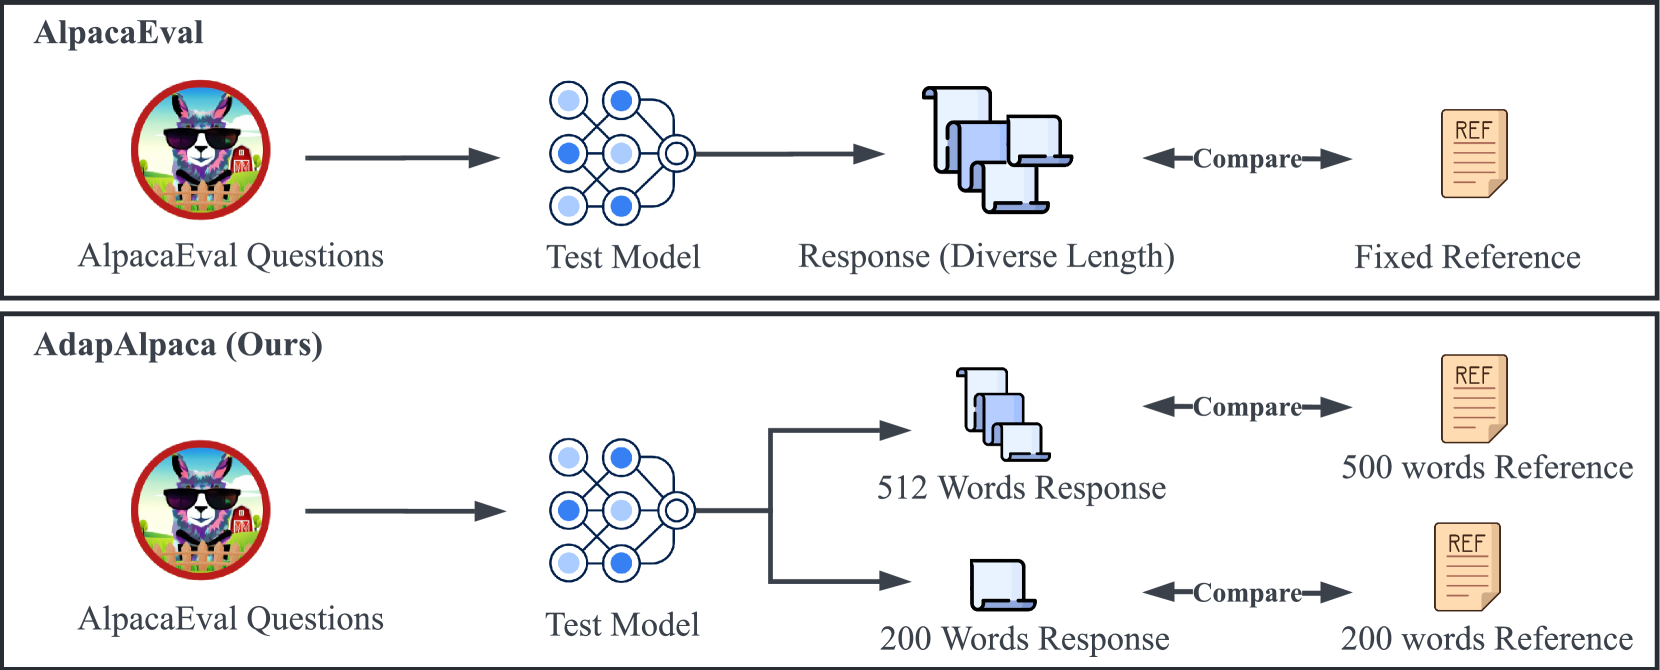 AlpacaEval
Compare
REF
AlpacaEval Questions
Test Model
Response (Diverse Length)
Fixed Reference
AdapAlpaca (Ours)
Compare
REF
512 Words Response
500 words Reference
Compare
REF
AlpacaEval Questions
Test Model
200 Words Response
200 words Reference